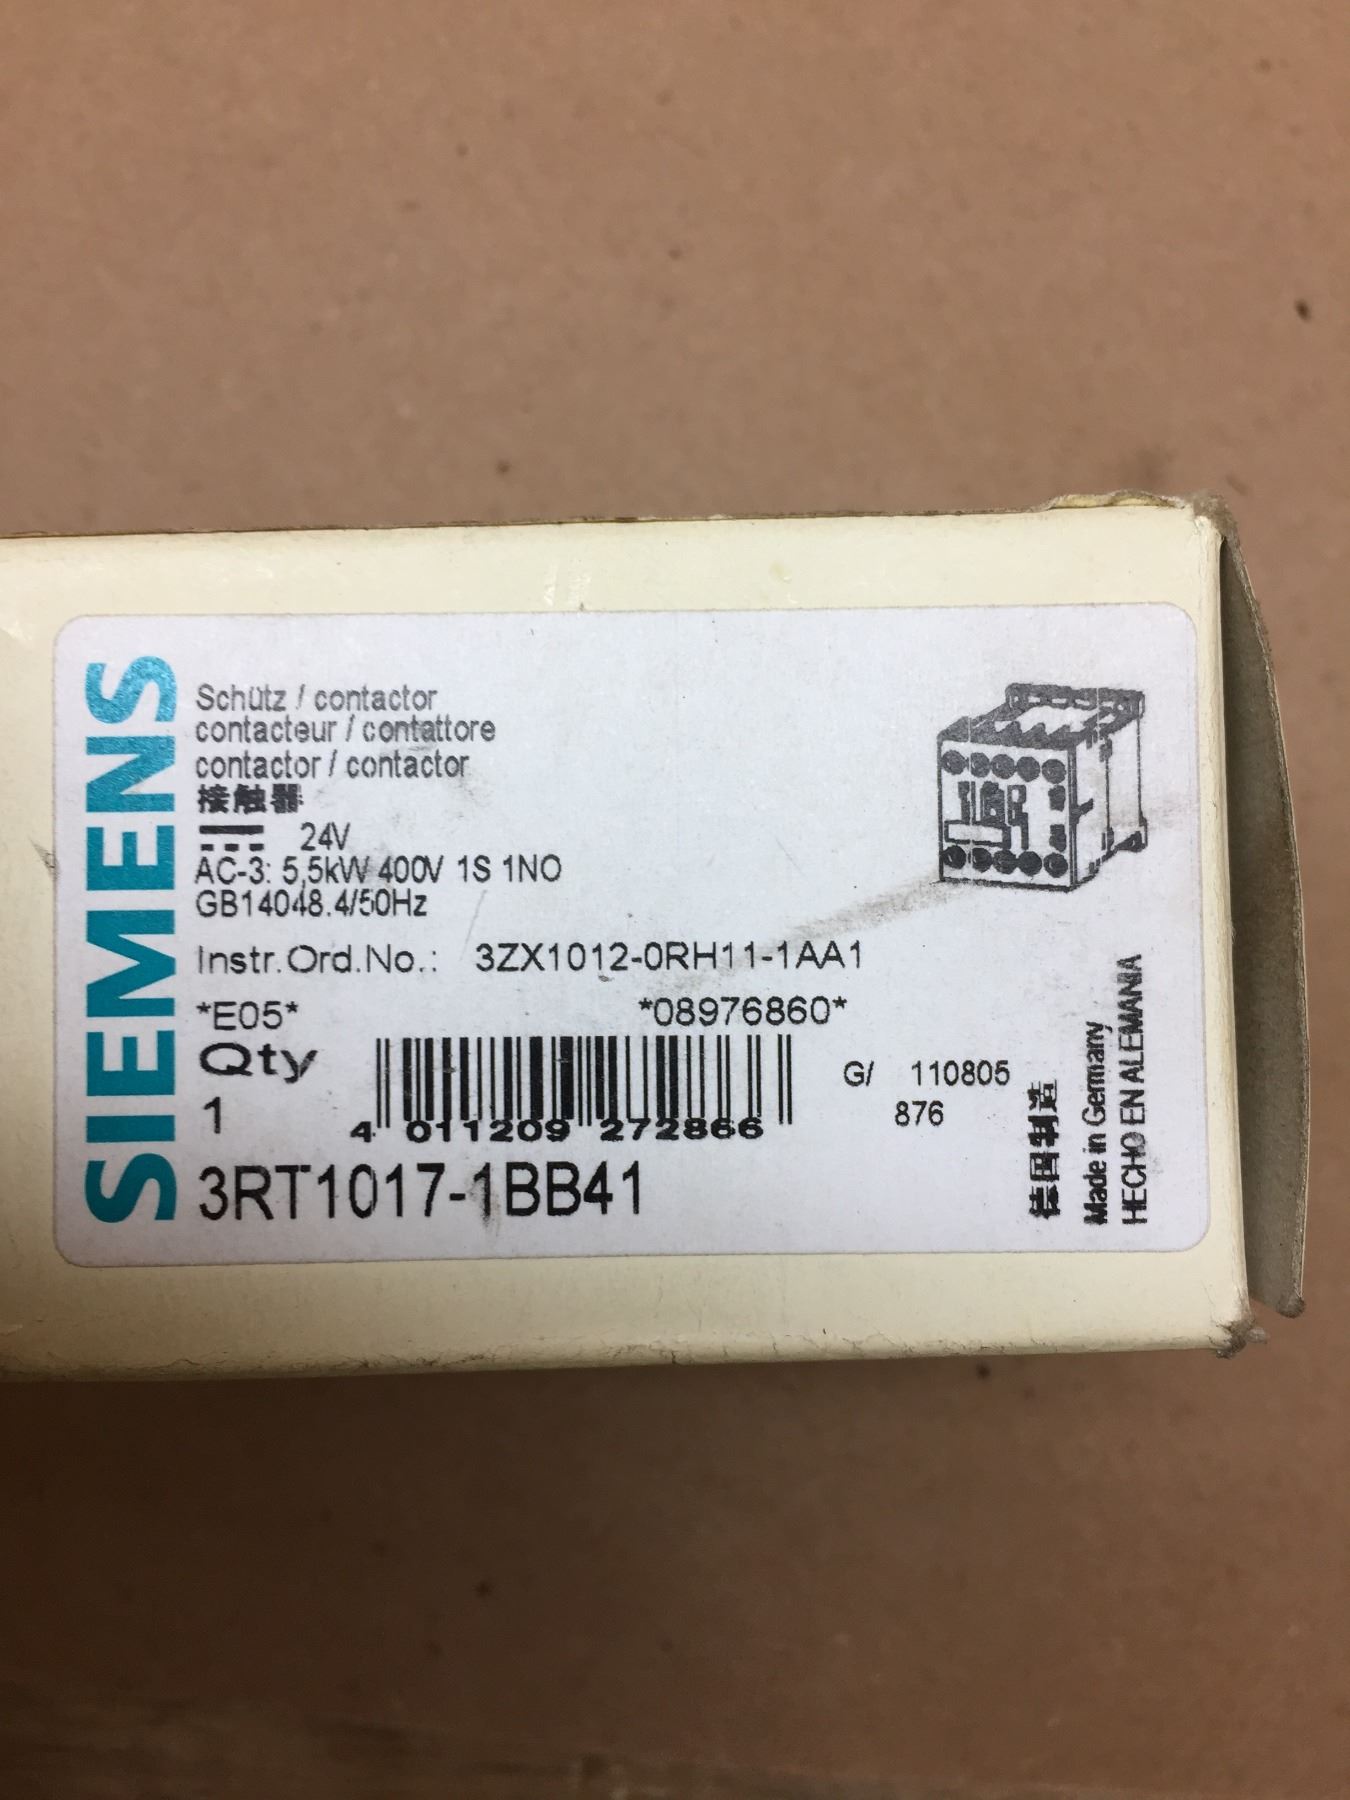 SIEMENS
Schütz / contactor
contacteur / contattore
contactor / contactor
接触器
24V
AC-3: 5,5kW 400V 1S 1NO
GB14048.4/50Hz
Instr.Ord.No.: 3ZX1012-0RH11-1AA1
*E05* *08976860*
Qty
1
4 011209 272866
G/ 110805
876
3RT1017-1BB41
德国制造
Made in Germany
HECHO EN ALEMANIA